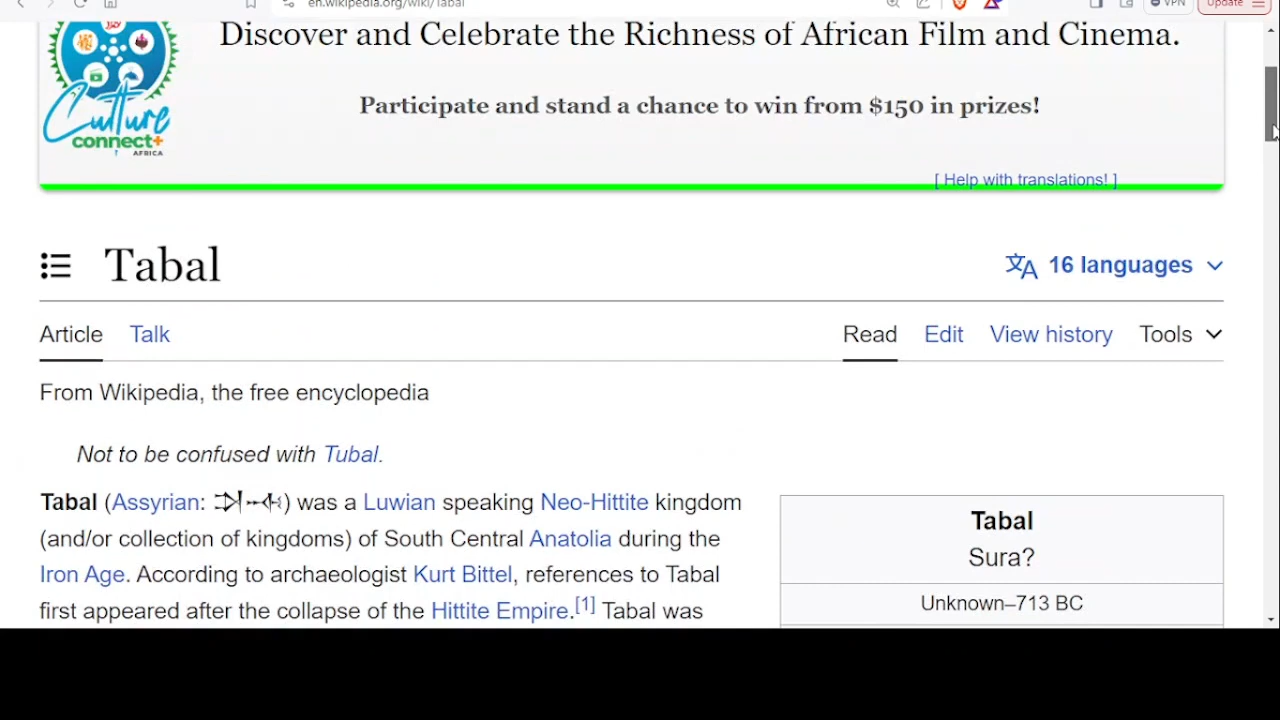 en.wikipedia.org/wiki/Tabal
VPN
Update
Discover and Celebrate the Richness of African Film and Cinema.
Participate and stand a chance to win from $150 in prizes!
Culture
connect+
AFRICA
[ Help with translations! ]
Tabal
16 languages
Article Talk
Read Edit View history Tools
From Wikipedia, the free encyclopedia
Not to be confused with Tubal.
Tabal (Assyrian: ) was a Luwian speaking Neo-Hittite kingdom
(and/or collection of kingdoms) of South Central Anatolia during the
Iron Age. According to archaeologist Kurt Bittel, references to Tabal
first appeared after the collapse of the Hittite Empire.[1] Tabal was
Tabal
Sura?
Unknown–713 BC